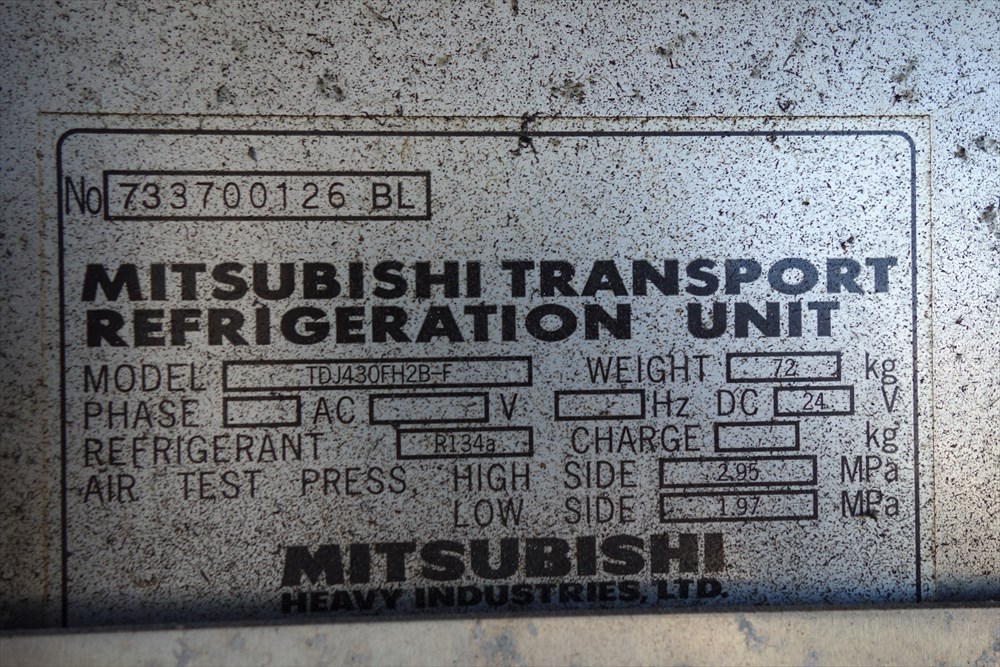 No 733700126 BL
MITSUBISHI TRANSPORT
REFRIGERATION UNIT
MODEL TDJ430FH2B-F WEIGHT 72 kg
PHASE AC V Hz DC 24 V
REFRIGERANT R134a CHARGE kg
AIR TEST PRESS. HIGH SIDE 2.95 MPa
LOW SIDE 1.97 MPa
MITSUBISHI
HEAVY INDUSTRIES, LTD.